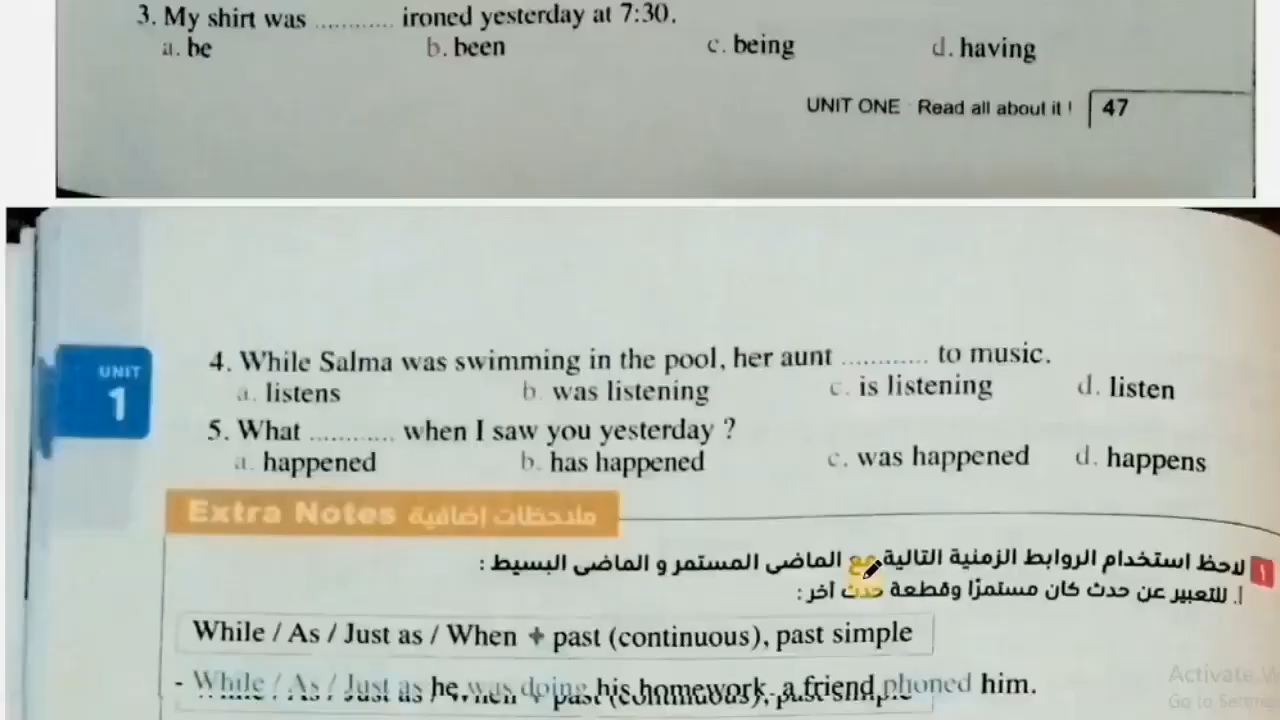 3. My shirt was ............ ironed yesterday at 7:30.
a. be b. been c. being d. having
UNIT ONE Read all about it ! 47
4. While Salma was swimming in the pool, her aunt ............ to music.
UNIT 1
a. listens b. was listening c. is listening d. listen
5. What ............ when I saw you yesterday ?
a. happened b. has happened c. was happened d. happens
Extra Notes ملاحظات إضافية
١ لاحظ استخدام الروابط الزمنية التالية مع الماضى المستمر و الماضى البسيط :
أ. للتعبير عن حدث كان مستمرًا وقطعة حدث آخر :
While / As / Just as / When + past (continuous), past simple
- While / As / Just as he was doing his homework, a friend phoned him.
Activate
Go to Settings